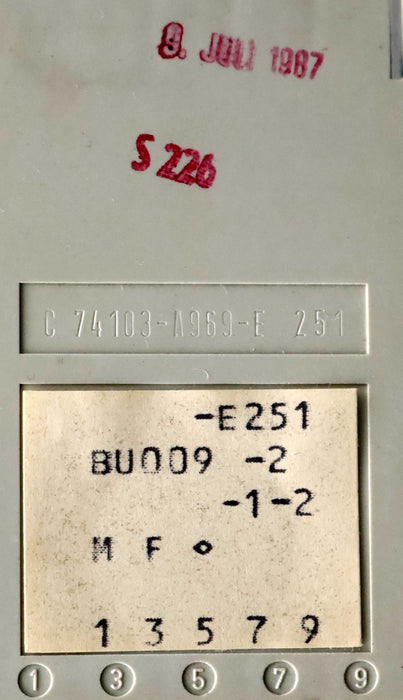 8. JULI 1987
S 226
C 74103-A969-E 251
-E251
BU009 -2
-1-2
M F ⋄
1 3 5 7 9
1 3 5 7 9